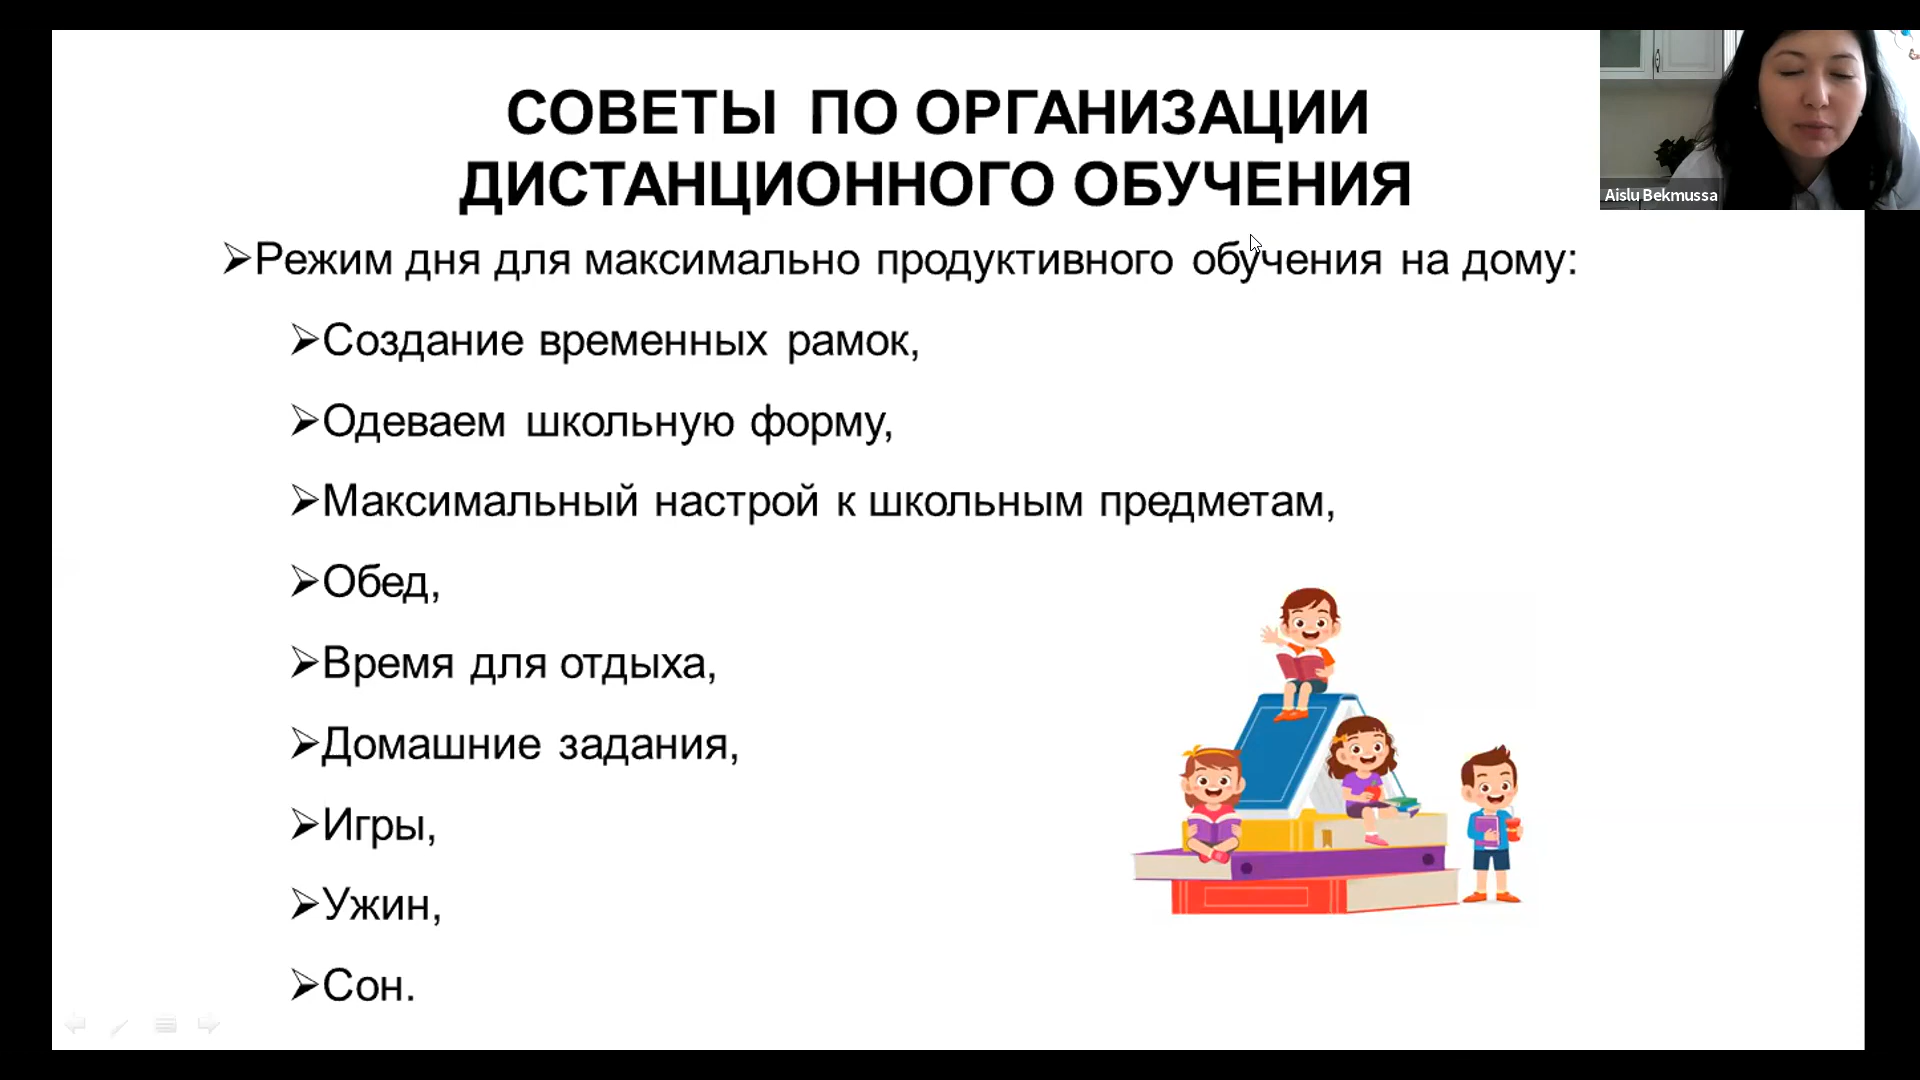 СОВЕТЫ ПО ОРГАНИЗАЦИИ
ДИСТАНЦИОННОГО ОБУЧЕНИЯ
Aislu Bekmussa
➢Режим дня для максимально продуктивного обучения на дому:
➢Создание временных рамок,
➢Одеваем школьную форму,
➢Максимальный настрой к школьным предметам,
➢Обед,
➢Время для отдыха,
➢Домашние задания,
➢Игры,
➢Ужин,
➢Сон.